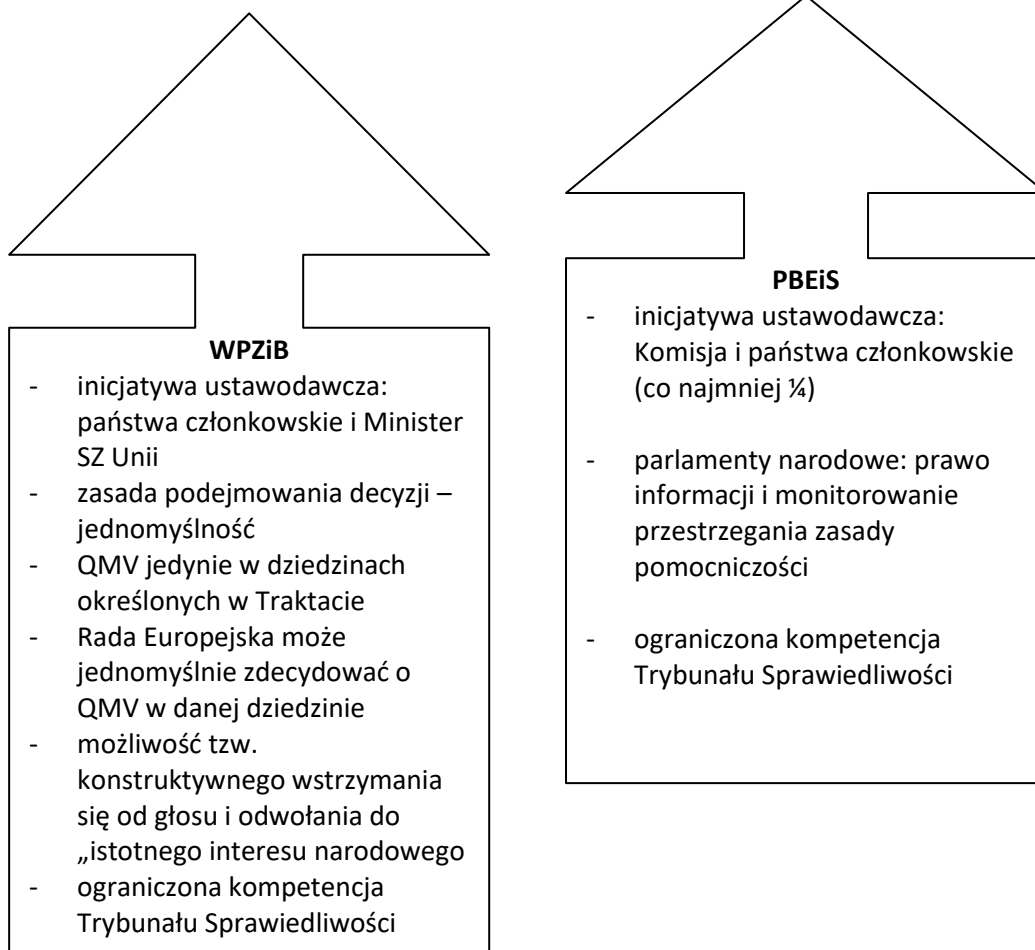 WPZiB
- inicjatywa ustawodawcza:
państwa członkowskie i Minister
SZ Unii
- zasada podejmowania decyzji –
jednomyślność
- QMV jedynie w dziedzinach
określonych w Traktacie
- Rada Europejska może
jednomyślnie zdecydować o
QMV w danej dziedzinie
- możliwość tzw.
konstruktywnego wstrzymania
się od głosu i odwołania do
„istotnego interesu narodowego
- ograniczona kompetencja
Trybunału Sprawiedliwości
PBEiS
- inicjatywa ustawodawcza:
Komisja i państwa członkowskie
(co najmniej ¼)
- parlamenty narodowe: prawo
informacji i monitorowanie
przestrzegania zasady
pomocniczości
- ograniczona kompetencja
Trybunału Sprawiedliwości